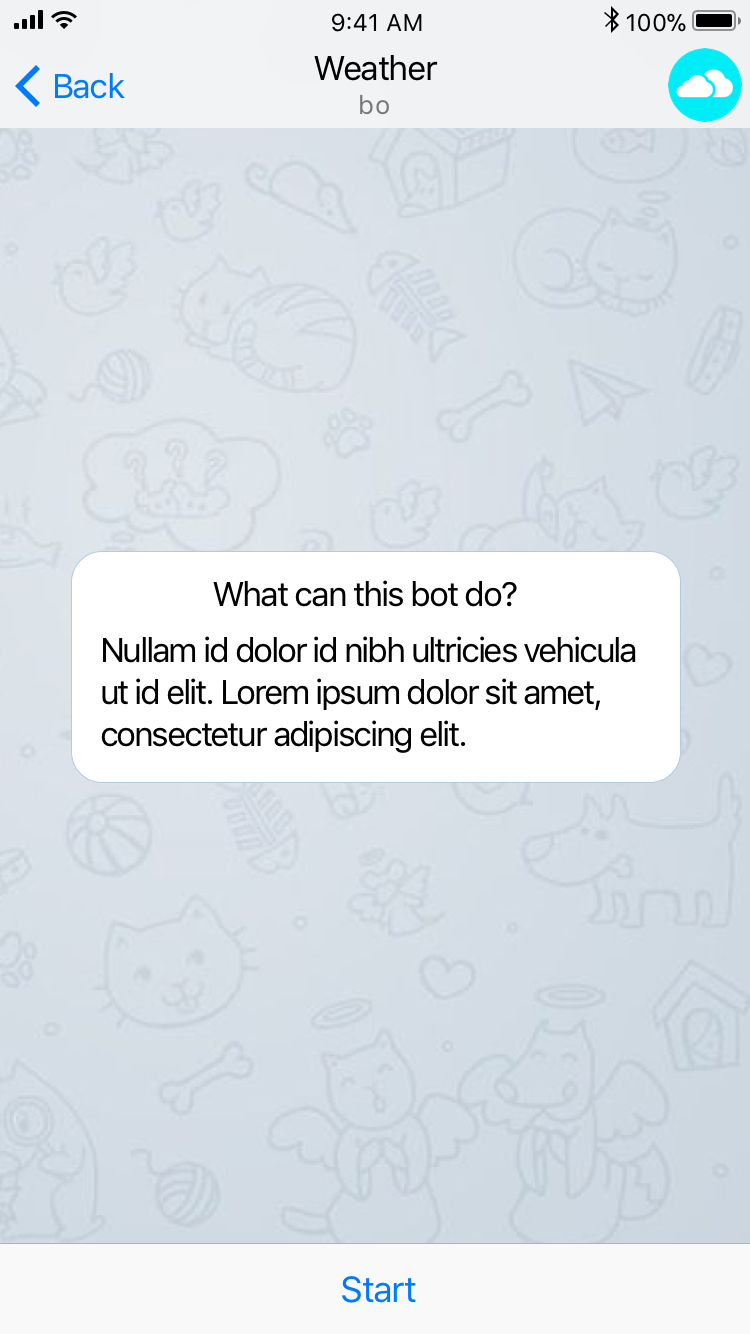 9:41 AM
100%
Back
Weather
bo
? ? ?
What can this bot do?
Nullam id dolor id nibh ultricies vehicula
ut id elit. Lorem ipsum dolor sit amet,
consectetur adipiscing elit.
Start